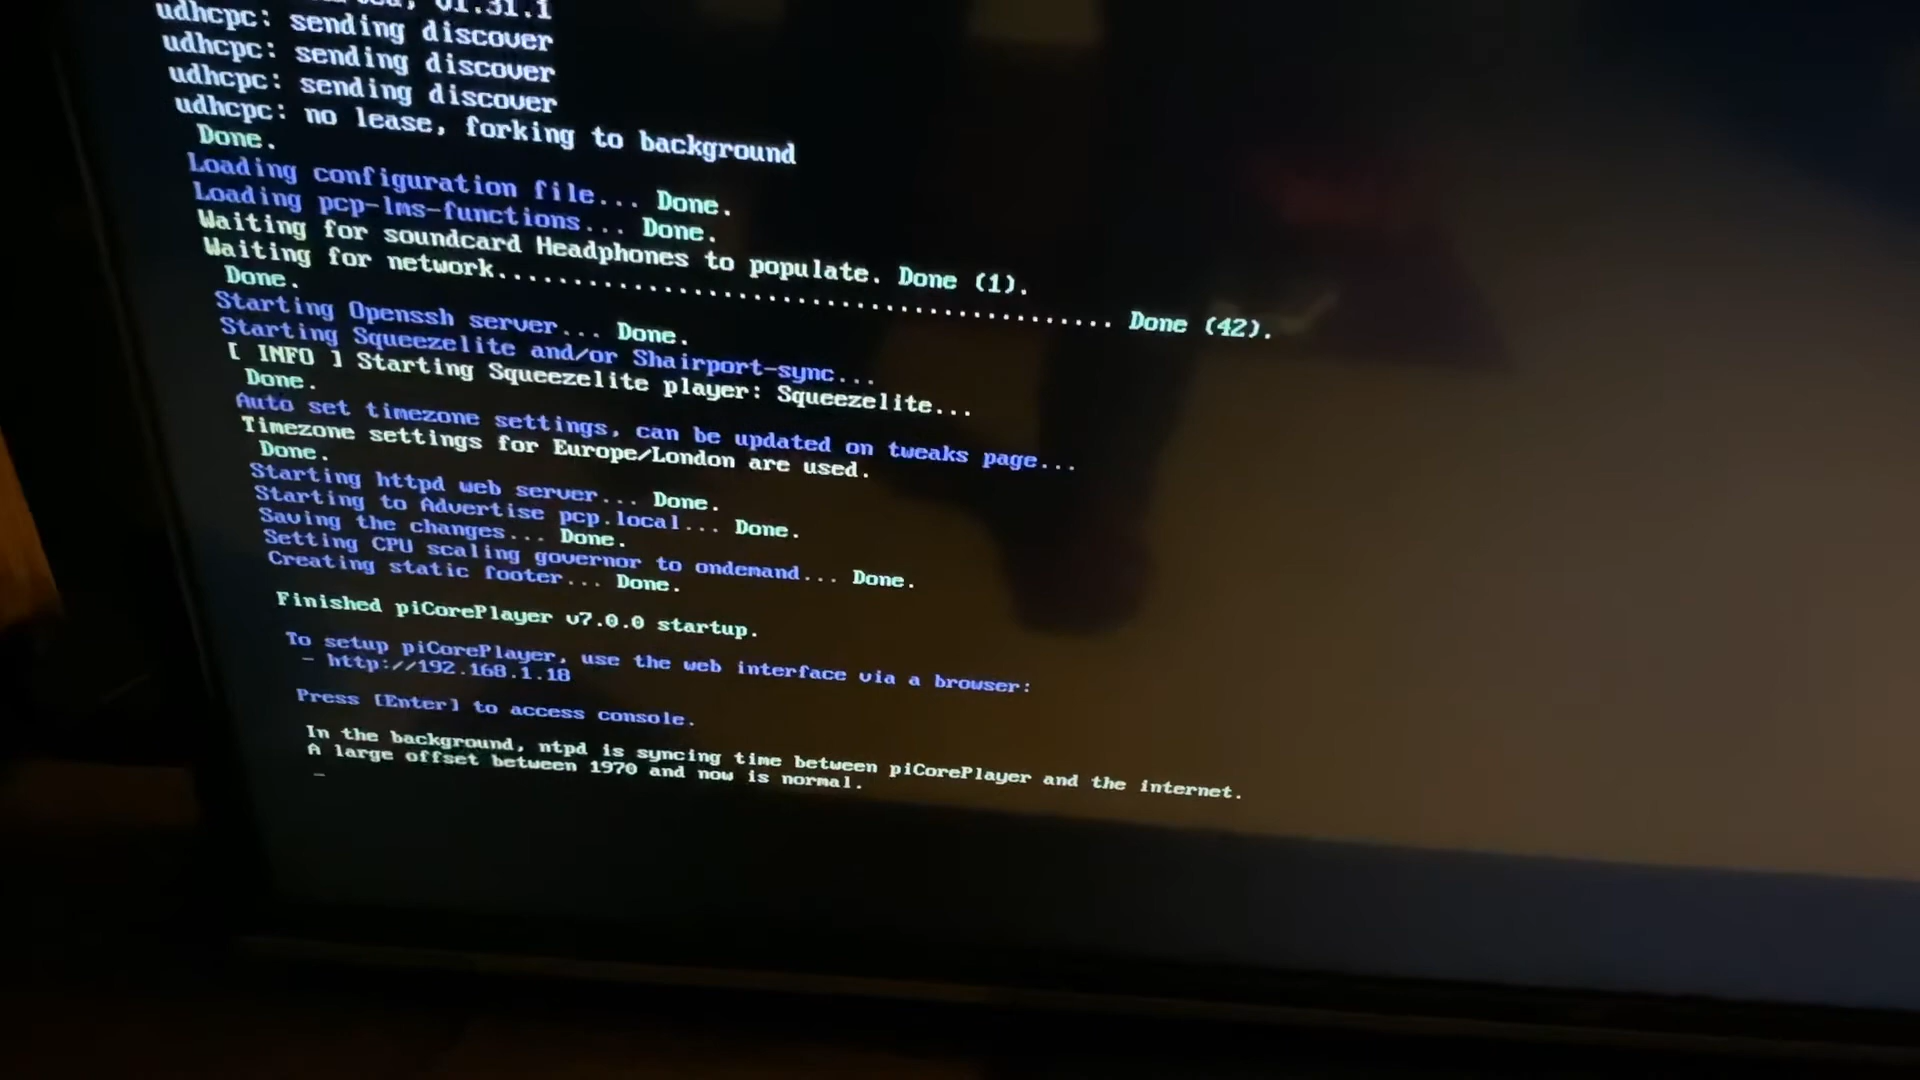 udhcpc: sending discover
udhcpc: sending discover
udhcpc: sending discover
udhcpc: no lease, forking to background
Done.
Loading configuration file... Done.
Loading pcp-lms-functions... Done.
Waiting for soundcard Headphones to populate. Done (1).
Waiting for network.......................................... Done (42).
Done.
Starting Openssh server... Done.
Starting Squeezelite and/or Shairport-sync...
[ INFO ] Starting Squeezelite player: Squeezelite...
Done.
Auto set timezone settings, can be updated on tweaks page...
Timezone settings for Europe/London are used.
Done.
Starting httpd web server... Done.
Starting to Advertise pcp.local... Done.
Saving the changes... Done.
Setting CPU scaling governor to ondemand... Done.
Creating static footer... Done.
Finished piCorePlayer v7.0.0 startup.
To setup piCorePlayer, use the web interface via a browser:
- http://192.168.1.18
Press [Enter] to access console.
In the background, ntpd is syncing time between piCorePlayer and the internet.
A large offset between 1970 and now is normal.